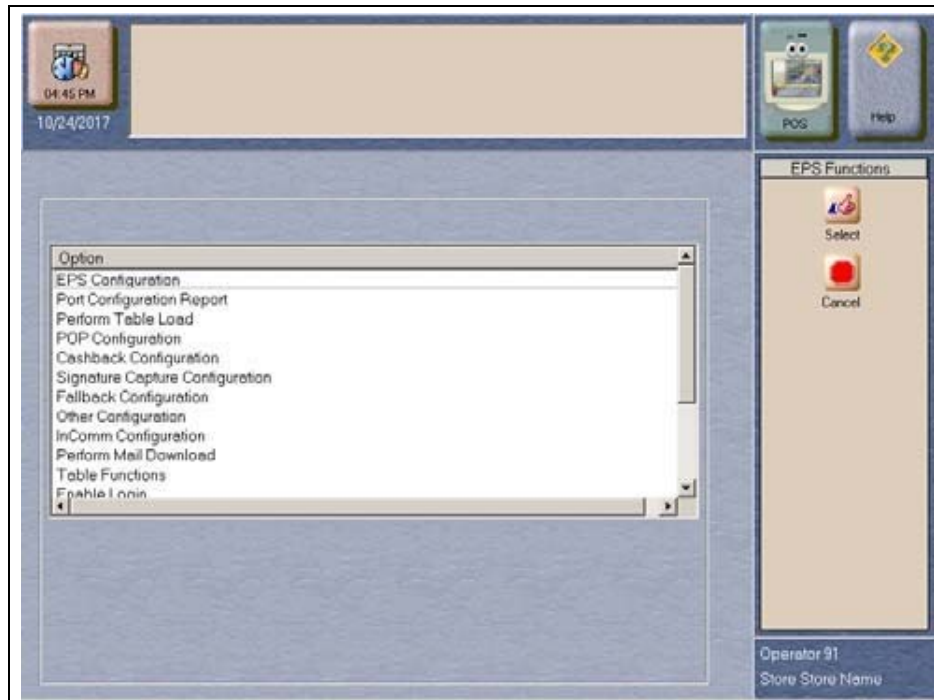 04:45 PM
10/24/2017
POS
Help
EPS Functions
Select
Cancel
Option
EPS Configuration
Port Configuration Report
Perform Table Load
POP Configuration
Cashback Configuration
Signature Capture Configuration
Fallback Configuration
Other Configuration
InComm Configuration
Perform Mail Download
Table Functions
Enable Login
Operator 91
Store Store Name